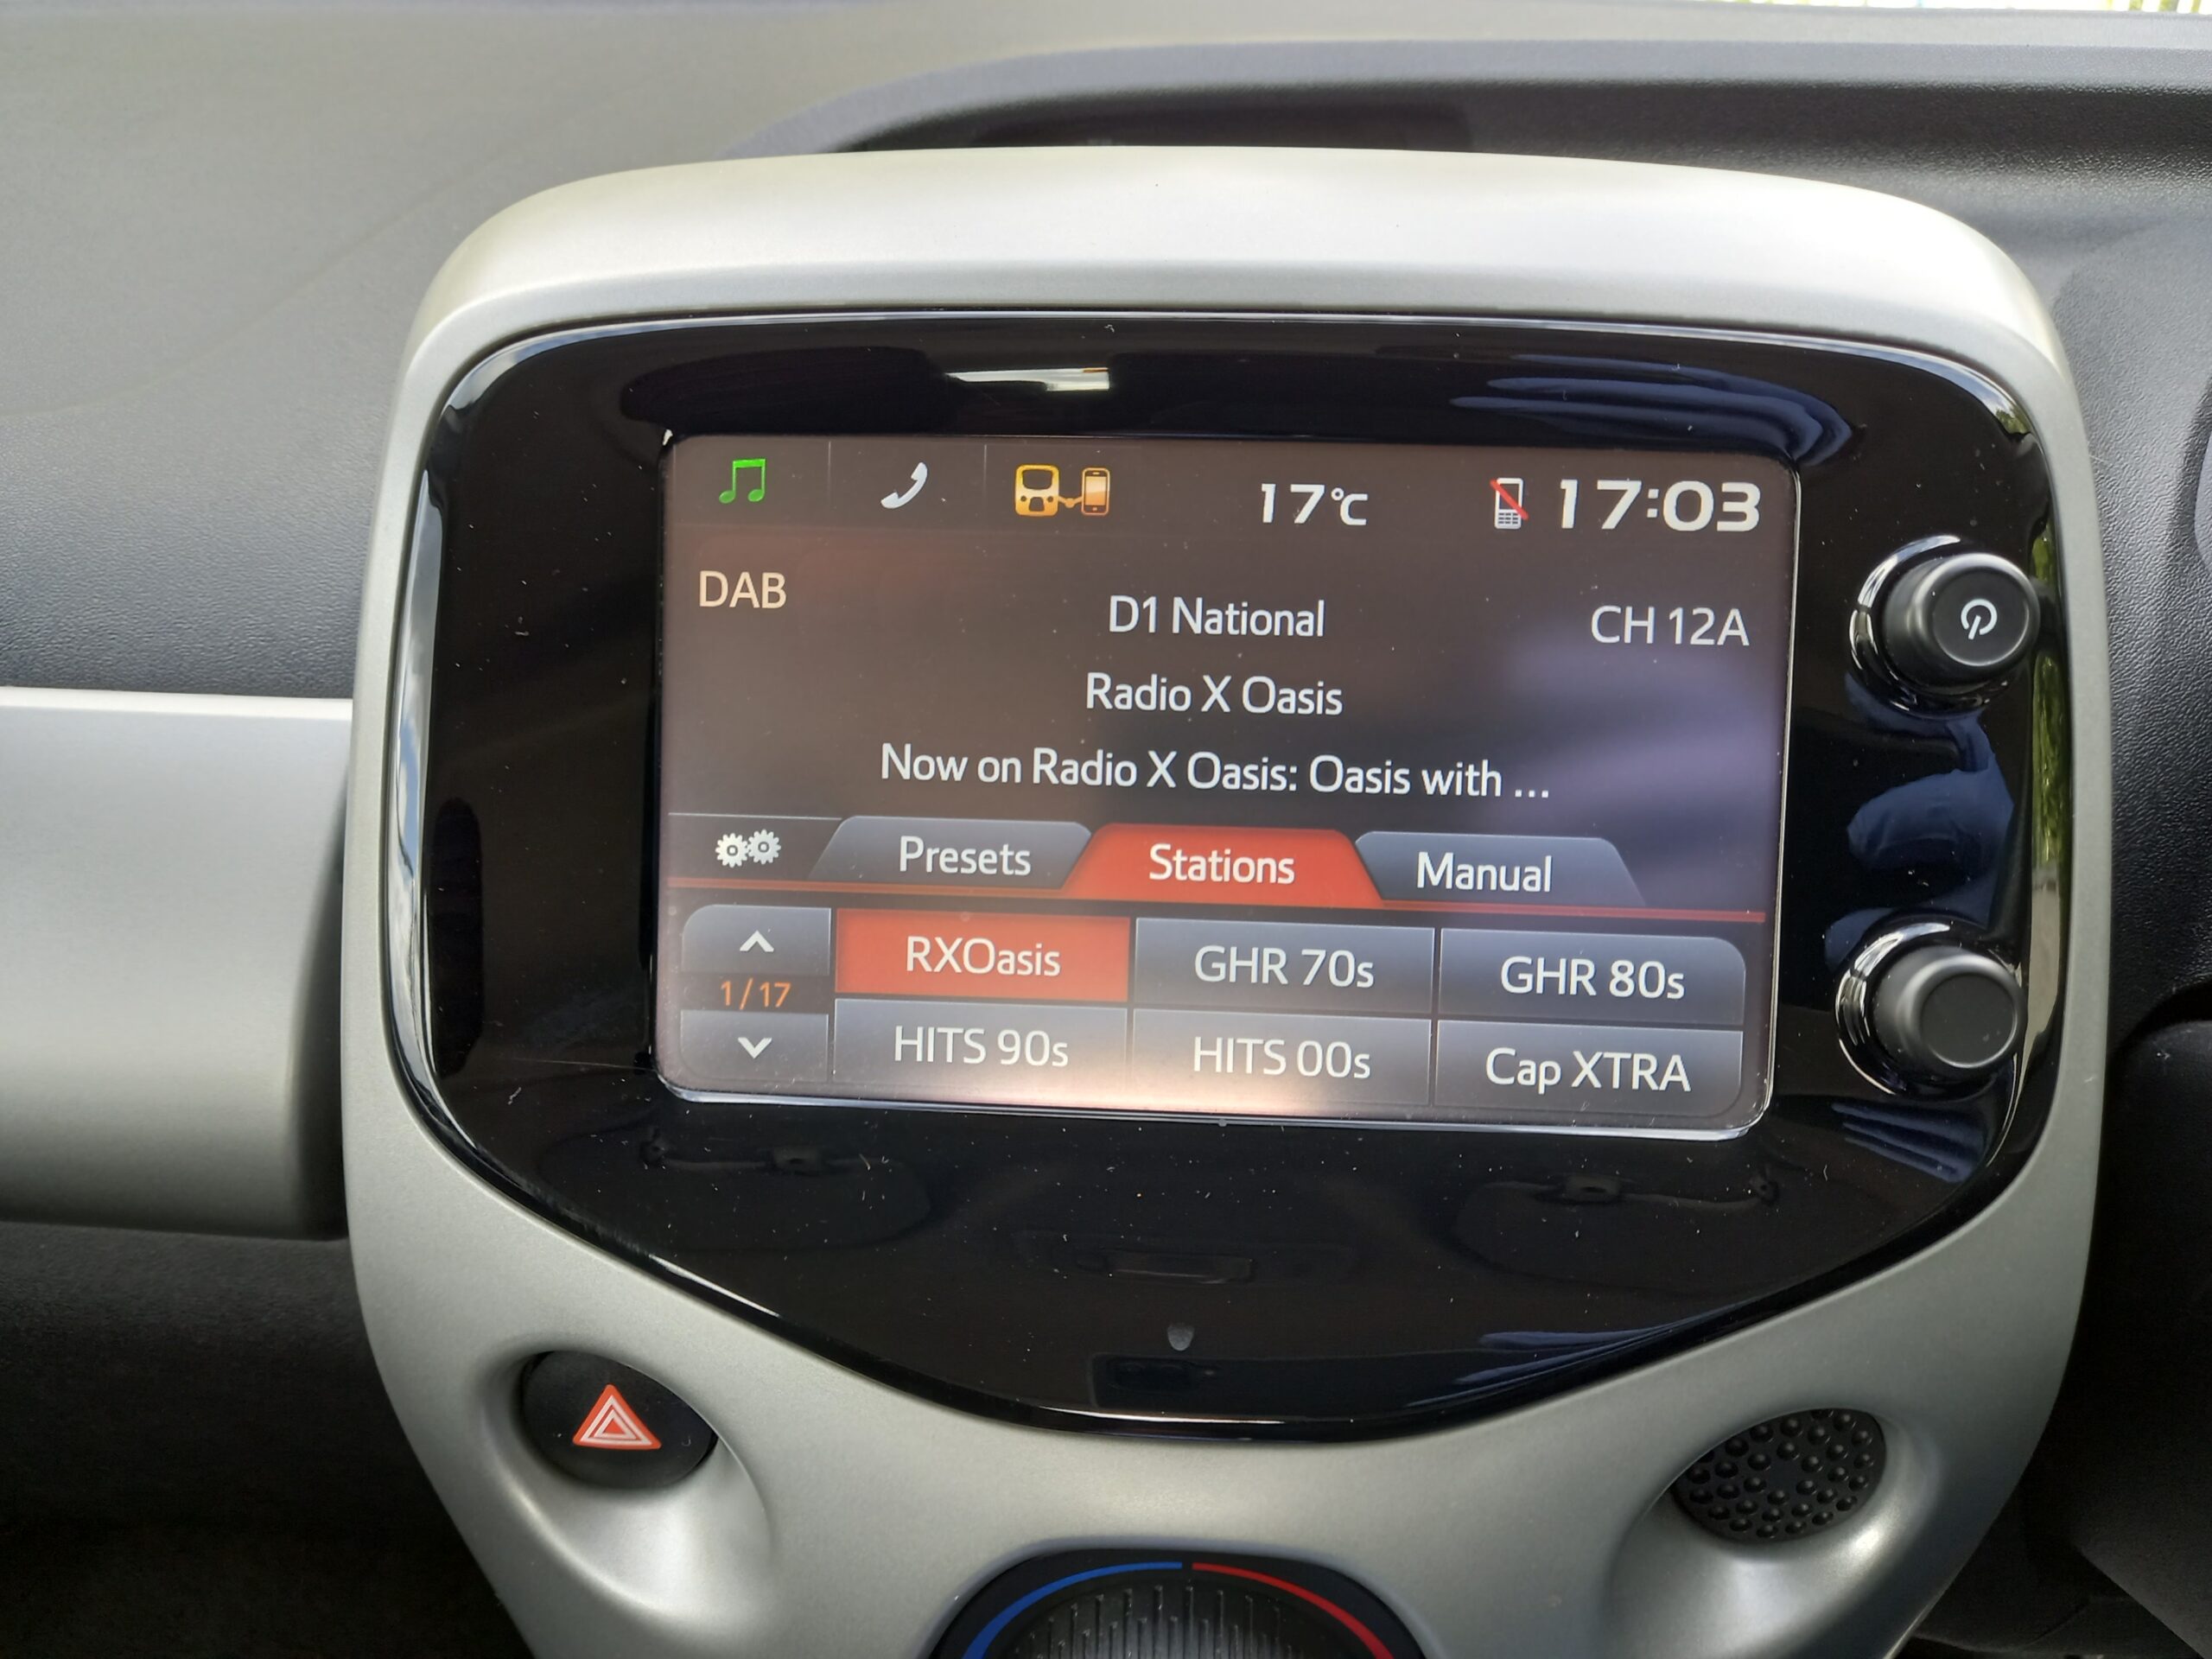 17°C 17:03
DAB
D1 National
CH 12A
Radio X Oasis
Now on Radio X Oasis: Oasis with ...
Presets Stations Manual
RXOasis GHR 70s GHR 80s
1/17
HITS 90s HITS 00s Cap XTRA